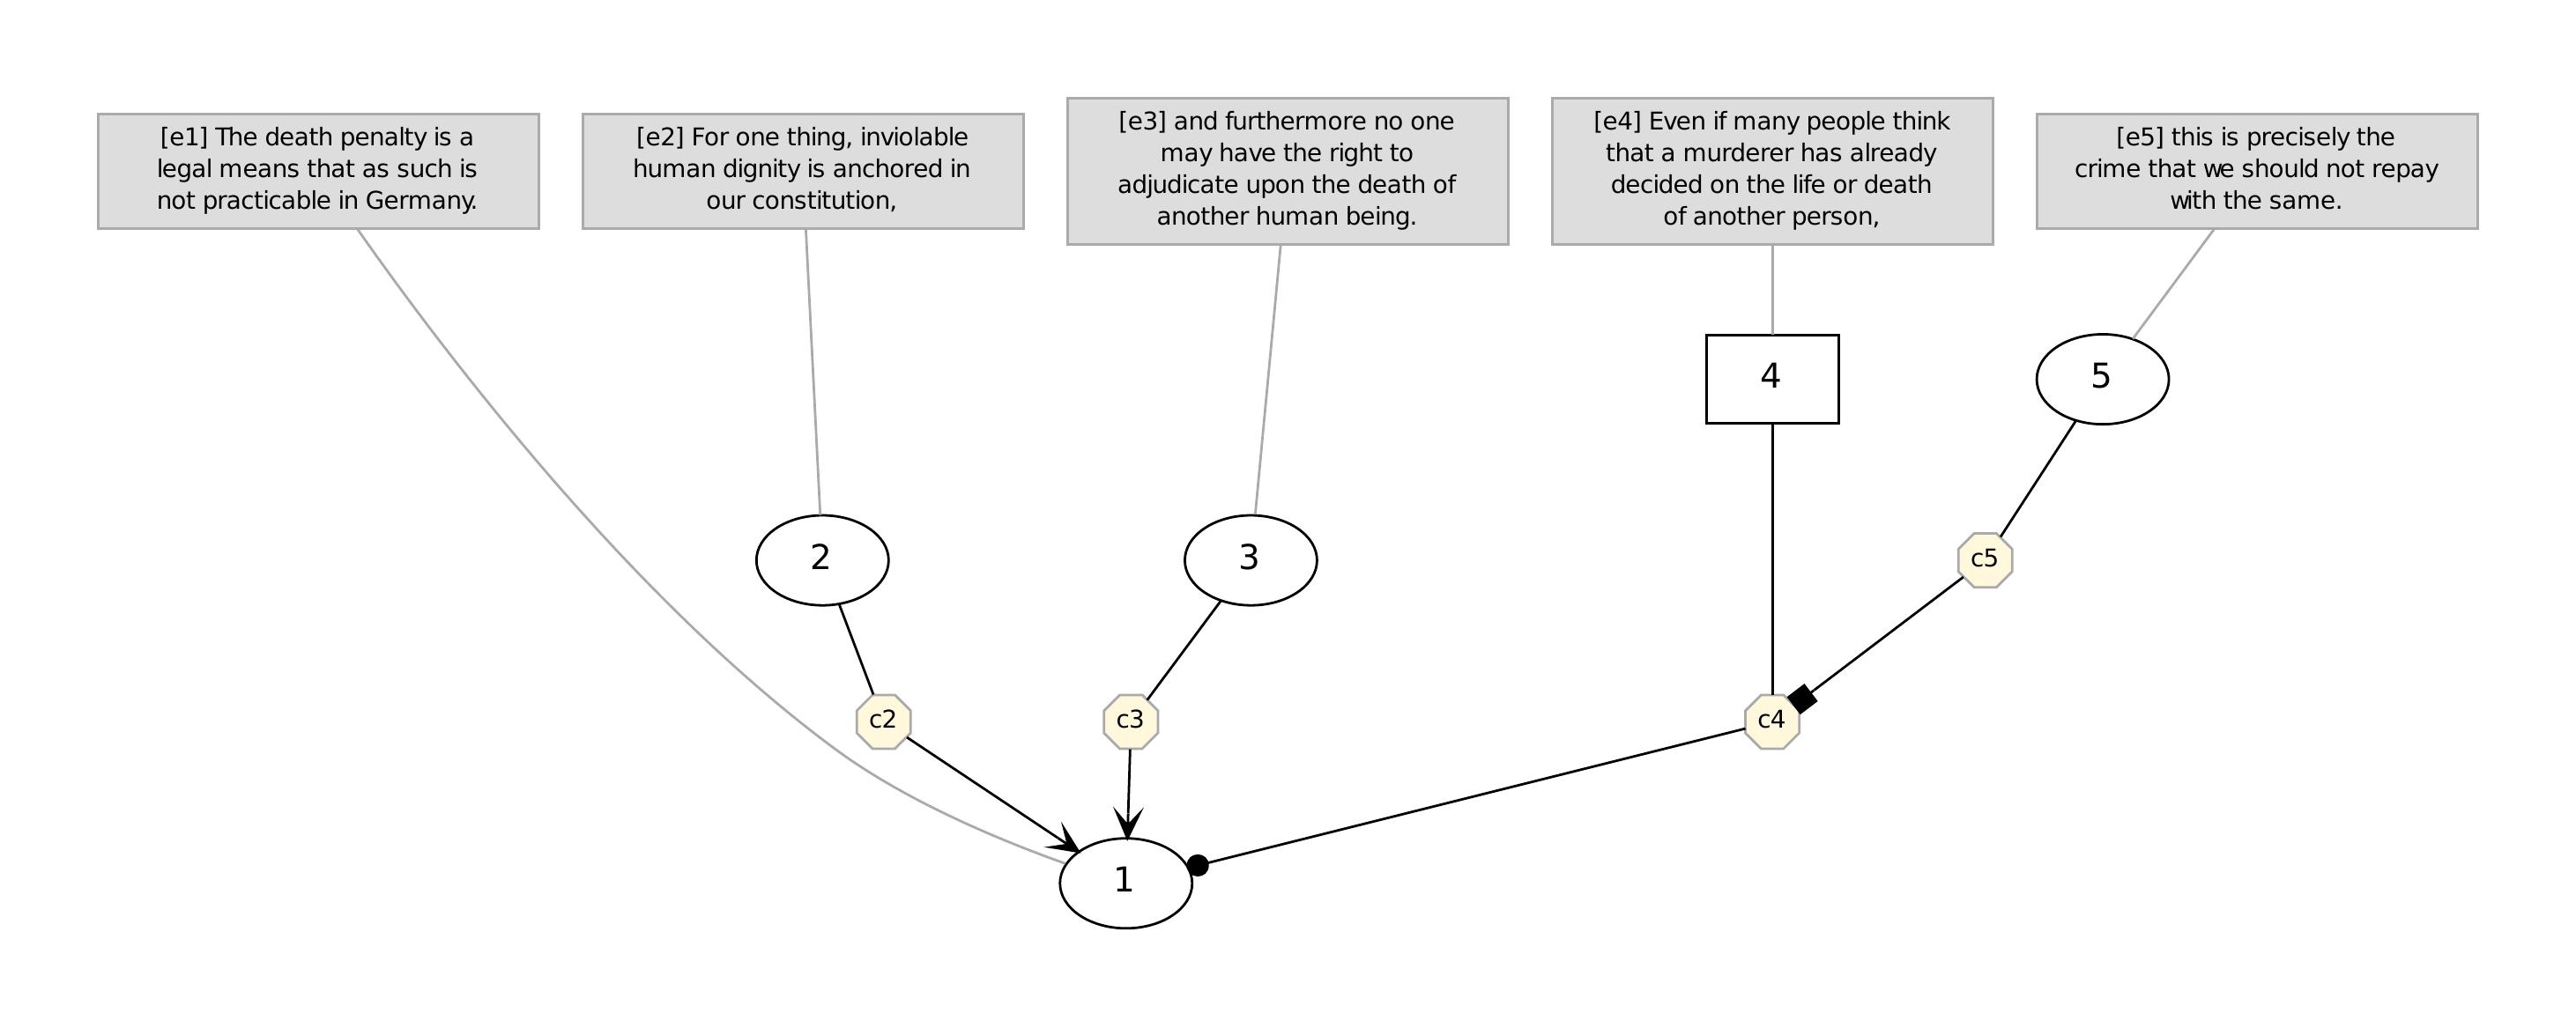 [e1] The death penalty is a
legal means that as such is
not practicable in Germany.
[e2] For one thing, inviolable
human dignity is anchored in
our constitution,
[e3] and furthermore no one
may have the right to
adjudicate upon the death of
another human being.
[e4] Even if many people think
that a murderer has already
decided on the life or death
of another person,
[e5] this is precisely the
crime that we should not repay
with the same.
4
5
2
3
c5
c2
c3
c4
1